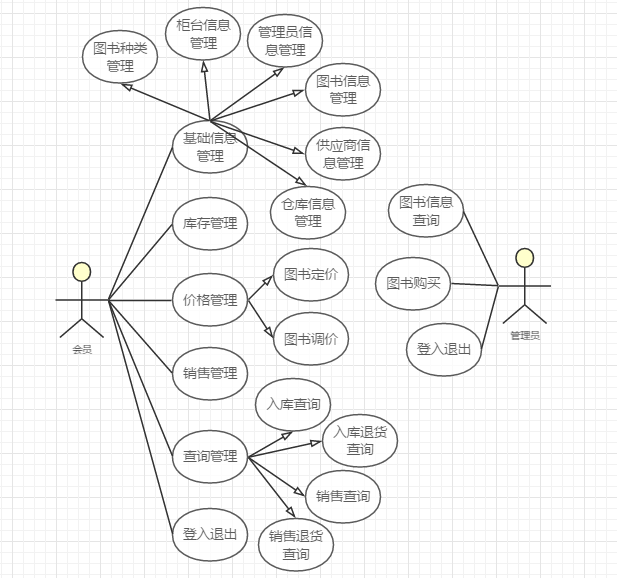 柜台信息
管理
管理员信
息管理
图书种类
管理
图书信息
管理
基础信息
管理
供应商信
息管理
仓库信息
管理
图书信息
查询
库存管理
图书定价
图书购买
价格管理
管理员
图书调价
会员
登入退出
销售管理
入库查询
入库退货
查询
查询管理
销售查询
登入退出
销售退货
查询